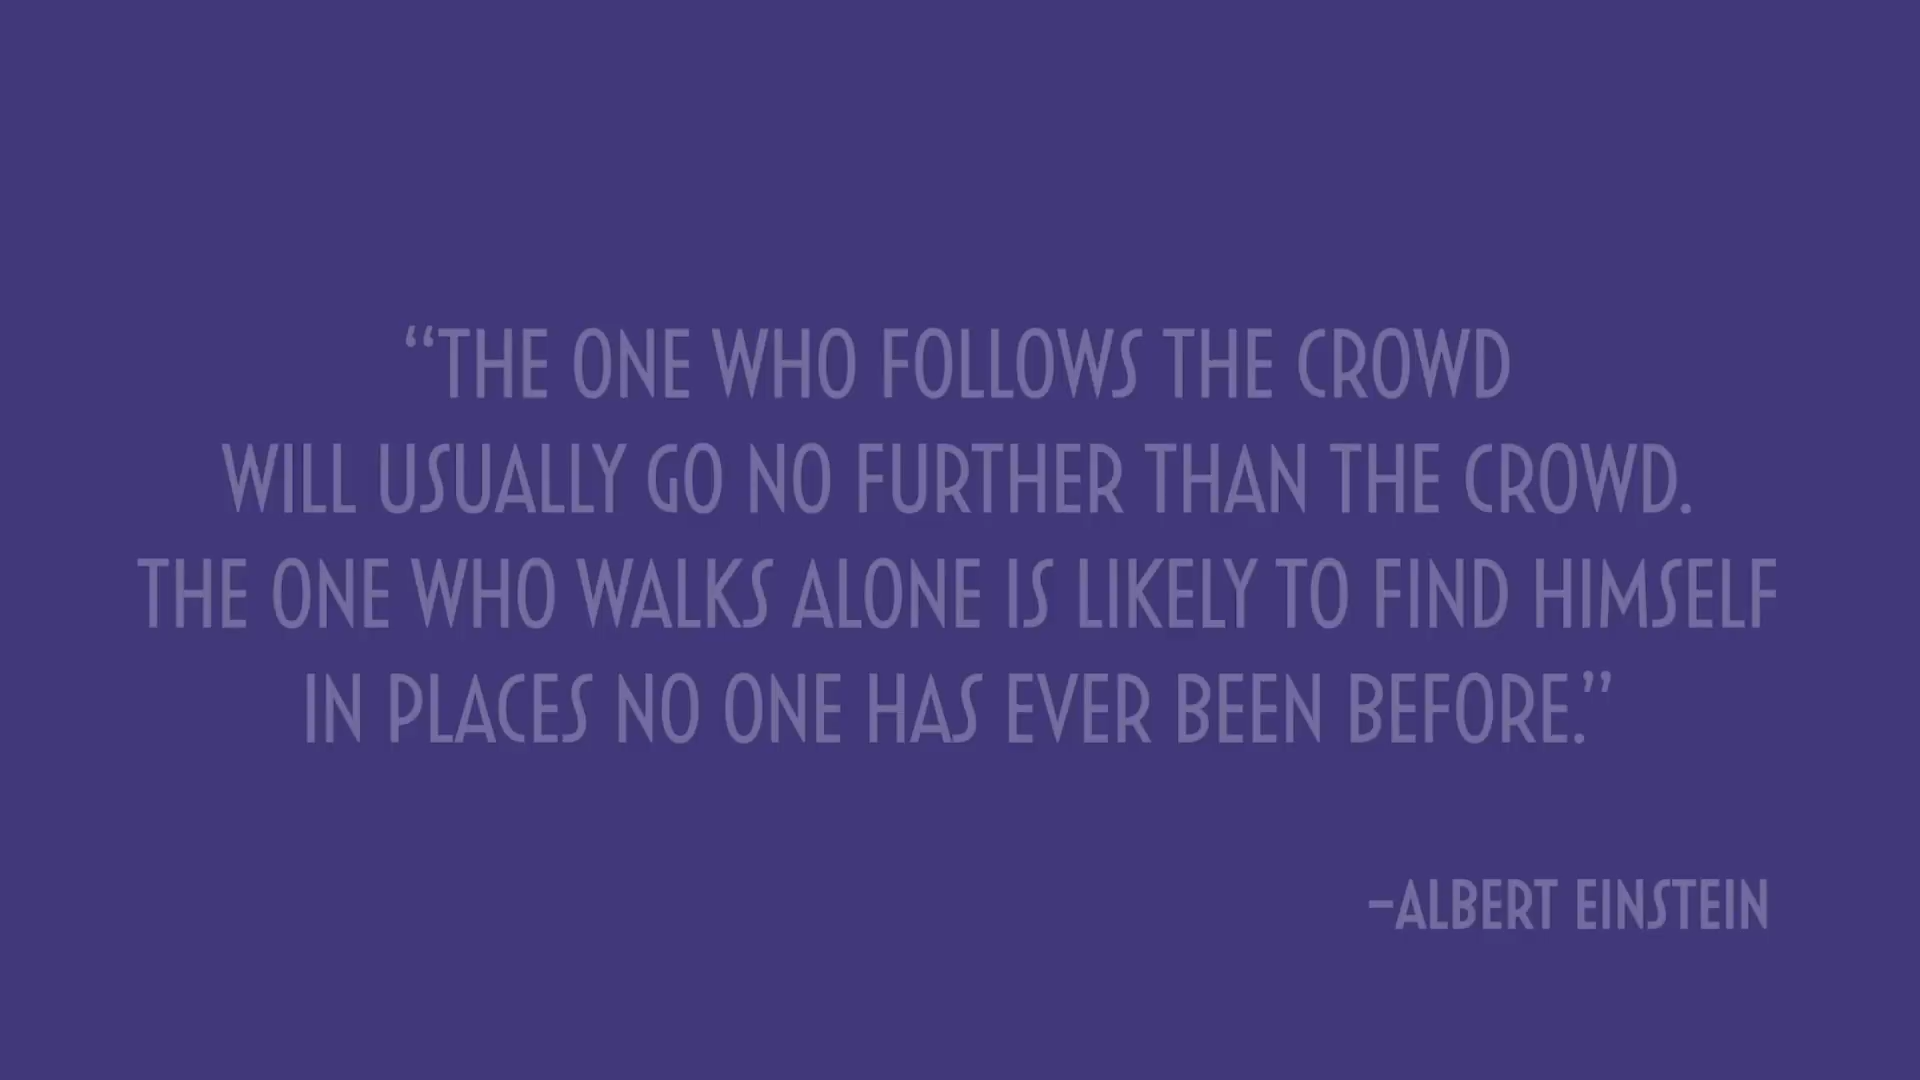 “THE ONE WHO FOLLOWS THE CROWD
WILL USUALLY GO NO FURTHER THAN THE CROWD.
THE ONE WHO WALKS ALONE IS LIKELY TO FIND HIMSELF
IN PLACES NO ONE HAS EVER BEEN BEFORE.”
–ALBERT EINSTEIN